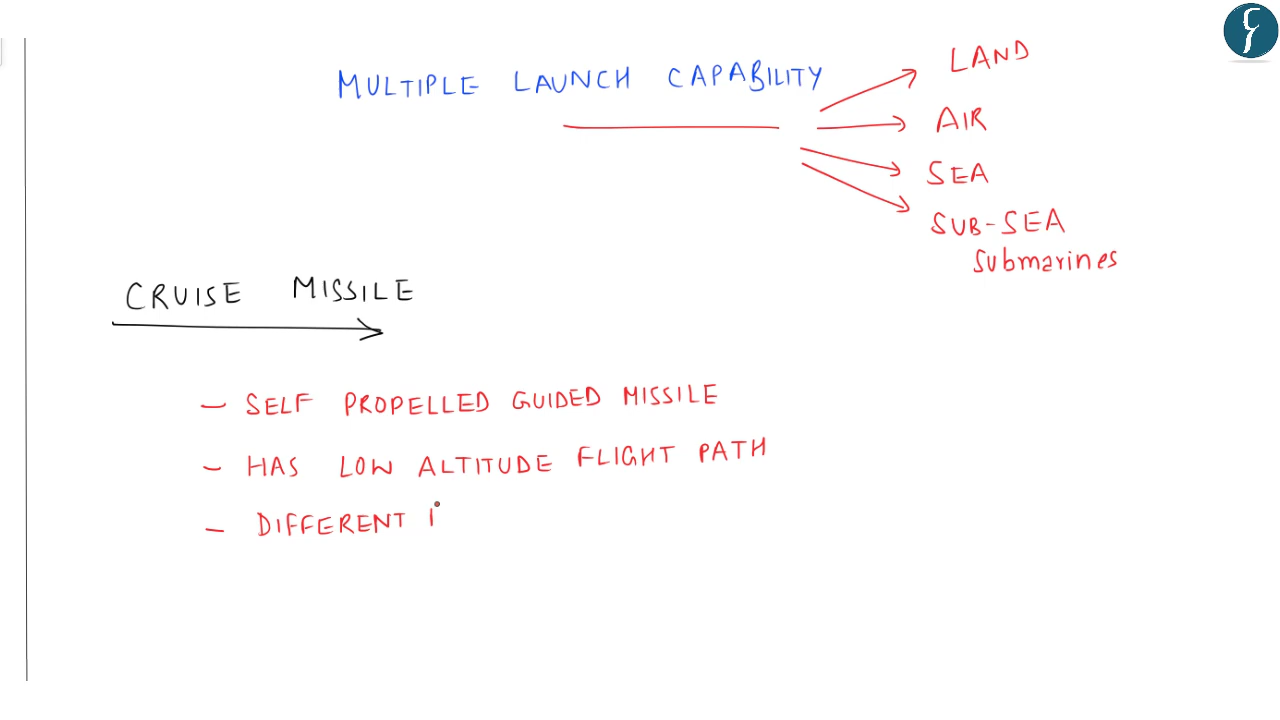 MULTIPLE LAUNCH CAPABILITY
LAND
AIR
SEA
SUB-SEA
Submarines
CRUISE MISSILE
- SELF PROPELLED GUIDED MISSILE
- HAS LOW ALTITUDE FLIGHT PATH
- DIFFERENT